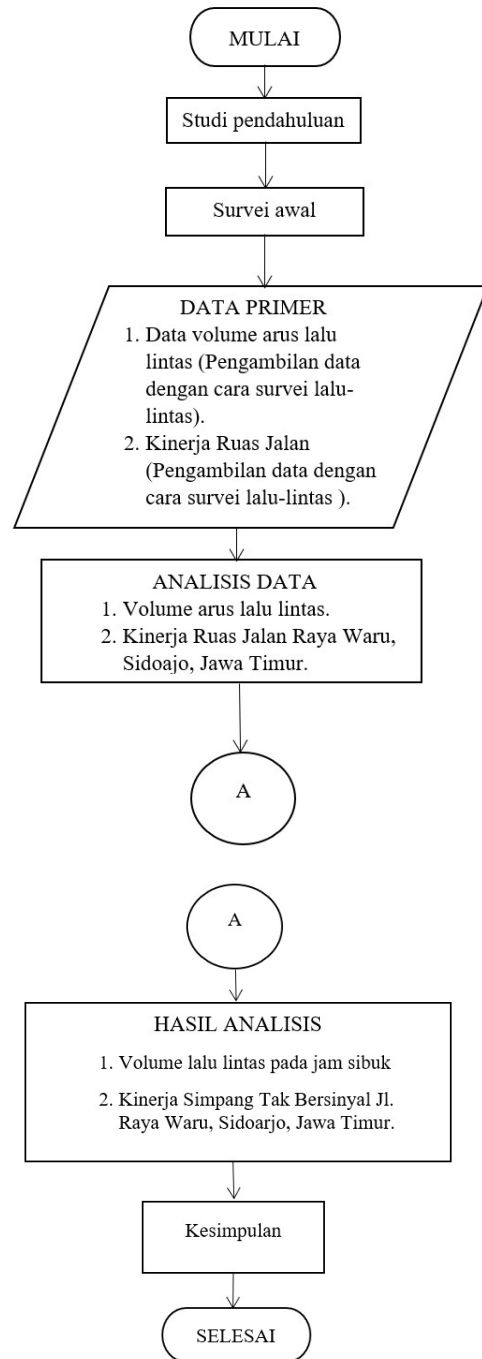 MULAI
Studi pendahuluan
Survei awal
DATA PRIMER
1. Data volume arus lalu
lintas (Pengambilan data
dengan cara survei lalu-
lintas).
2. Kinerja Ruas Jalan
(Pengambilan data dengan
cara survei lalu-lintas ).
ANALISIS DATA
1. Volume arus lalu lintas.
2. Kinerja Ruas Jalan Raya Waru,
Sidoajo, Jawa Timur.
A
A
HASIL ANALISIS
1. Volume lalu lintas pada jam sibuk
2. Kinerja Simpang Tak Bersinyal Jl.
Raya Waru, Sidoarjo, Jawa Timur.
Kesimpulan
SELESAI